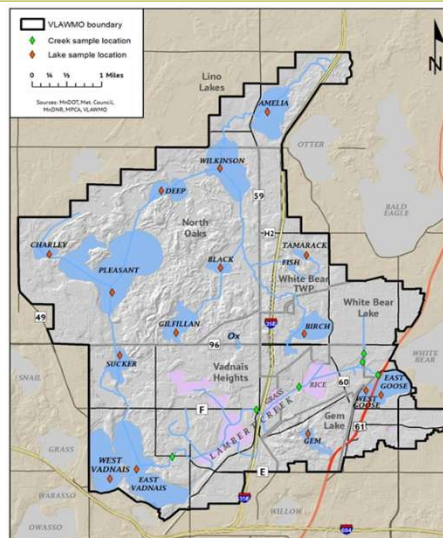 VLAWMO boundary
Creek sample location
Lake sample location
0 ¼ ½ 1 Miles
Sources: MnDOT, Met. Council,
MnDNR, MPCA, VLAWMO
N
Lino
Lakes
AMELIA
OTTER
WILKINSON
BALD
EAGLE
DEEP
59
North
Oaks
H2
CHARLEY
TAMARACK
FISH
BLACK
PLEASANT
White Bear
TWP
White Bear
Lake
49
GILFILLAN
BIRCH
96
Ox
WHITE
BEAR
SNAIL
SUCKER
Vadnais
Heights
RICE
60
EAST
GOOSE
WEST
GOOSE
F
GRASS
LAMBERT CREEK
Gem
Lake
61
GEM
GRASS
WEST
VADNAIS
EAST
VADNAIS
E
WABASSO
OWASSO
WILLOW